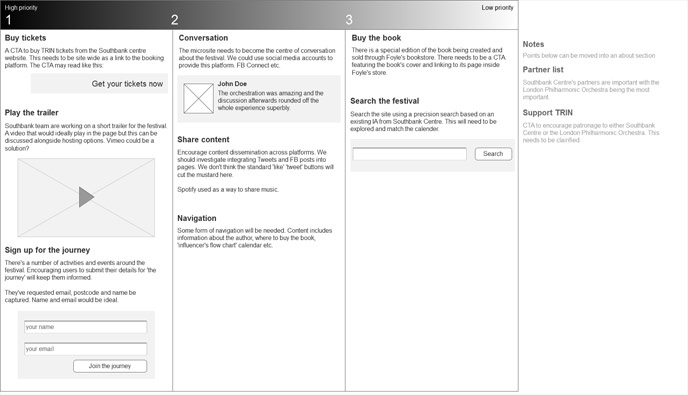 High priority
Low priority
1
2
3
Buy tickets
A CTA to buy TRIN tickets from the Southbank centre
website. This needs to be site wide as a link to the booking
platform. The CTA may read like this:
Get your tickets now
Play the trailer
Southbank team are working on a short trailer for the festival.
A video that would ideally play in the page but this can be
discussed alongside hosting options. Vimeo could be a
solution?
Sign up for the journey
There's a number of activities and events around the
festival. Encouraging users to submit their details for 'the
journey' will keep them informed.
They've requested email, postcode and name be
captured. Name and email would be ideal.
your name
your email
Join the journey
Conversation
The microsite needs to become the centre of conversation
about the festival. We could use social media accounts to
provide this platform. FB Connect etc.
John Doe
The orchestration was amazing and the
discussion afterwards rounded off the
whole experience superbly.
Share content
Encourage content dissemination across platforms. We
should investigate integrating Tweets and FB posts into
pages. We don't think the standard 'like' 'tweet' buttons will
cut the mustard here.
Spotify used as a way to share music.
Navigation
Some form of navigation will be needed. Content includes
information about the author, where to buy the book,
'influencer's flow chart' calendar etc.
Buy the book
There is a special edition of the book being created and
sold through Foyle's bookstore. There needs to be a CTA
featuring the book's cover and linking to its page inside
Foyle's store.
Search the festival
Search the site using a precision search based on an
existing IA from Southbank Centre. This will need to be
explored and match the calender.
Search
Notes
Points below can be moved into an about section
Partner list
Southbank Centre's partners are important with the
London Philharmonic Orchestra being the most
important.
Support TRIN
CTA to encourage patronage to either Southbank
Centre or the London Philharmonic Orchestra. This
needs to be clarified